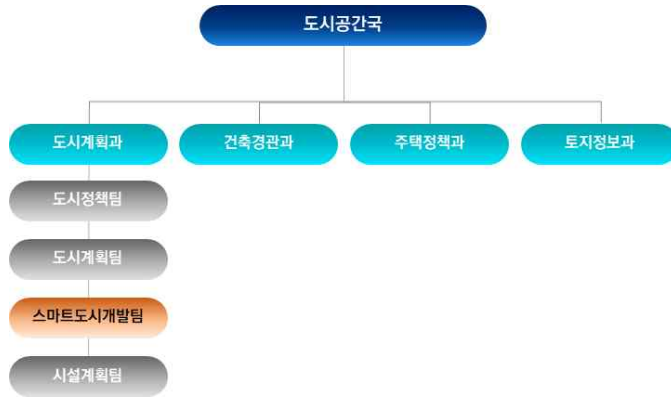 도시공간국
도시계획과
건축경관과
주택정책과
토지정보과
도시정책팀
도시계획팀
스마트도시개발팀
시설계획팀